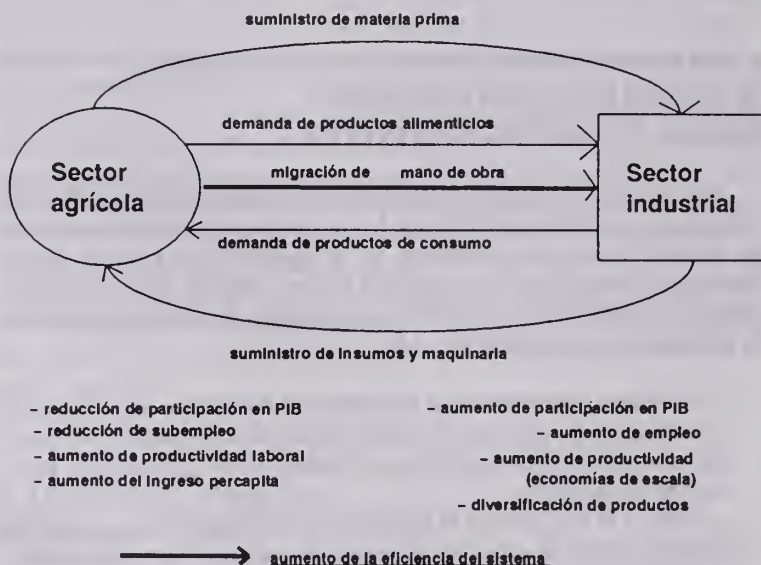 suministro de materia prima
demanda de productos alimenticios
Sector
agrícola
migración de mano de obra
Sector
industrial
demanda de productos de consumo
suministro de insumos y maquinaria
– reducción de participación en PIB
– reducción de subempleo
– aumento de productividad laboral
– aumento del ingreso percapita
– aumento de participación en PIB
– aumento de empleo
– aumento de productividad
(economías de escala)
– diversificación de productos
aumento de la eficiencia del sistema